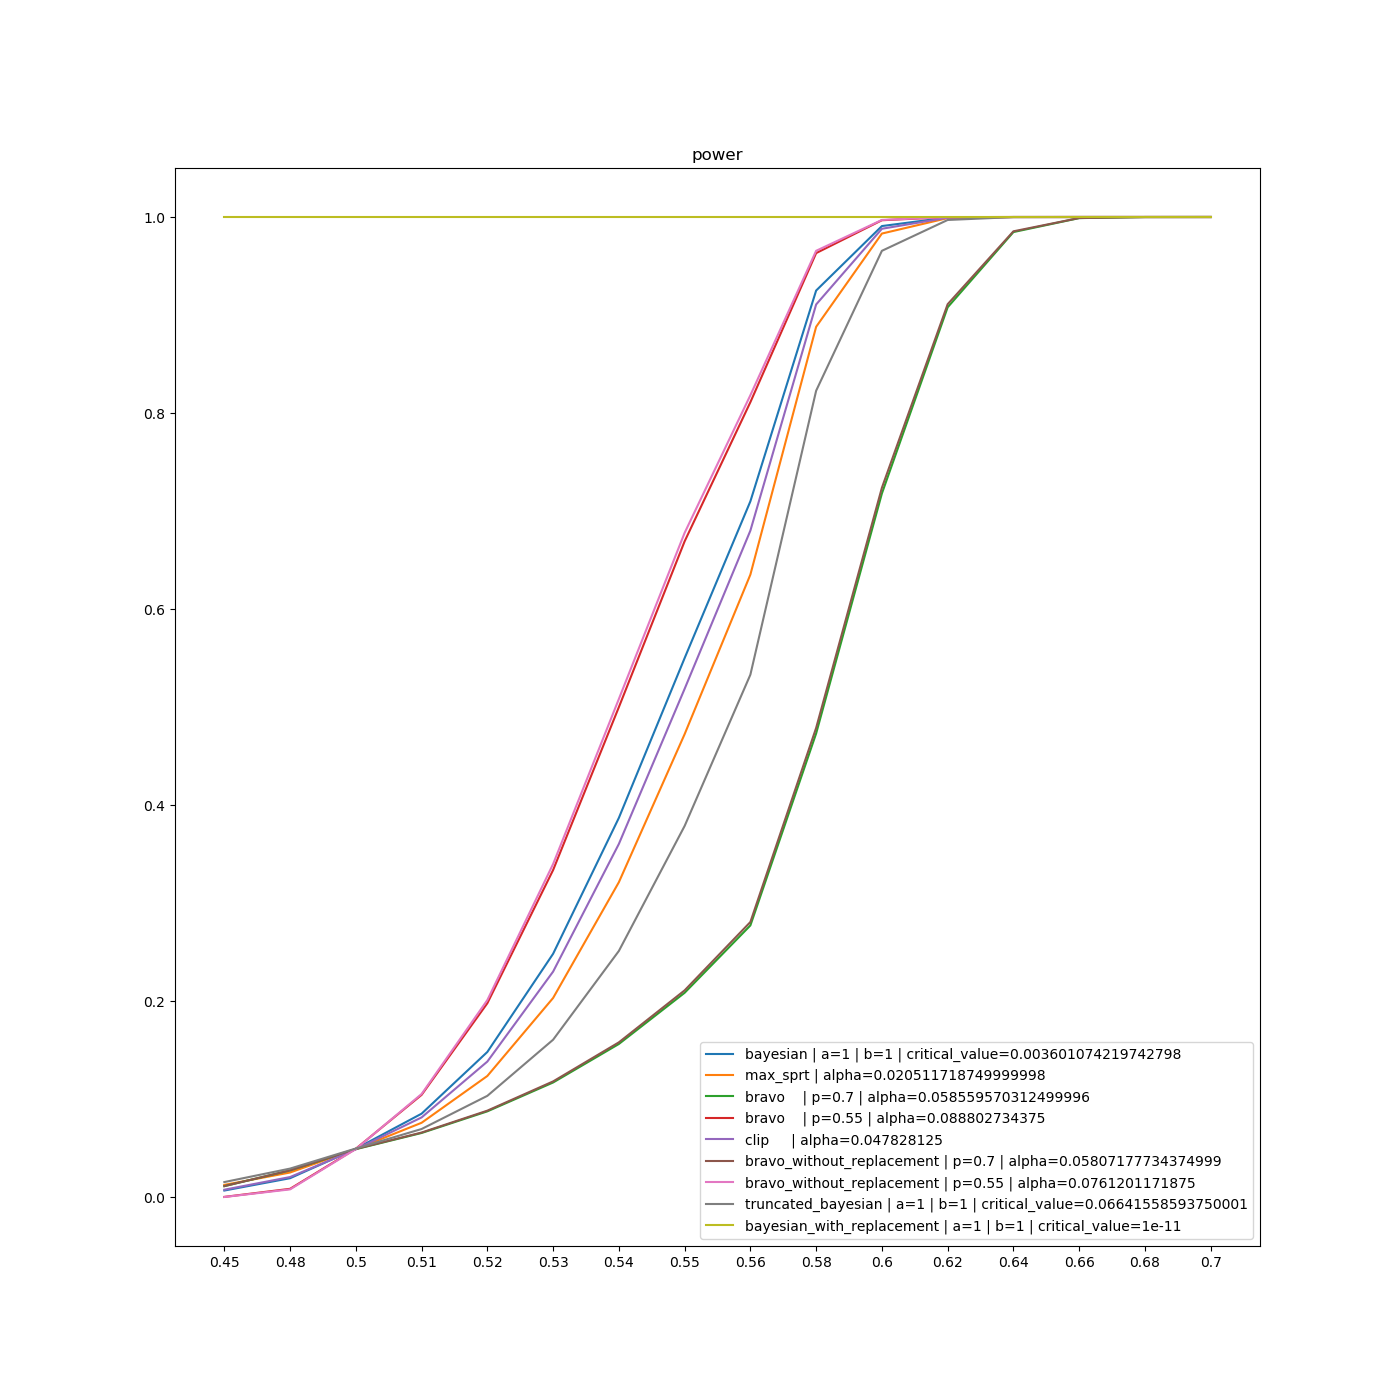 power
1.0
0.8
0.6
0.4
0.2
0.0
bayesian | a=1 | b=1 | critical_value=0.003601074219742798
max_sprt | alpha=0.020511718749999998
bravo    | p=0.7 | alpha=0.058559570312499996
bravo    | p=0.55 | alpha=0.088802734375
clip     | alpha=0.047828125
bravo_without_replacement | p=0.7 | alpha=0.05807177734374999
bravo_without_replacement | p=0.55 | alpha=0.0761201171875
truncated_bayesian | a=1 | b=1 | critical_value=0.06641558593750001
bayesian_with_replacement | a=1 | b=1 | critical_value=1e-11
0.45 0.48 0.5 0.51 0.52 0.53 0.54 0.55 0.56 0.58 0.6 0.62 0.64 0.66 0.68 0.7